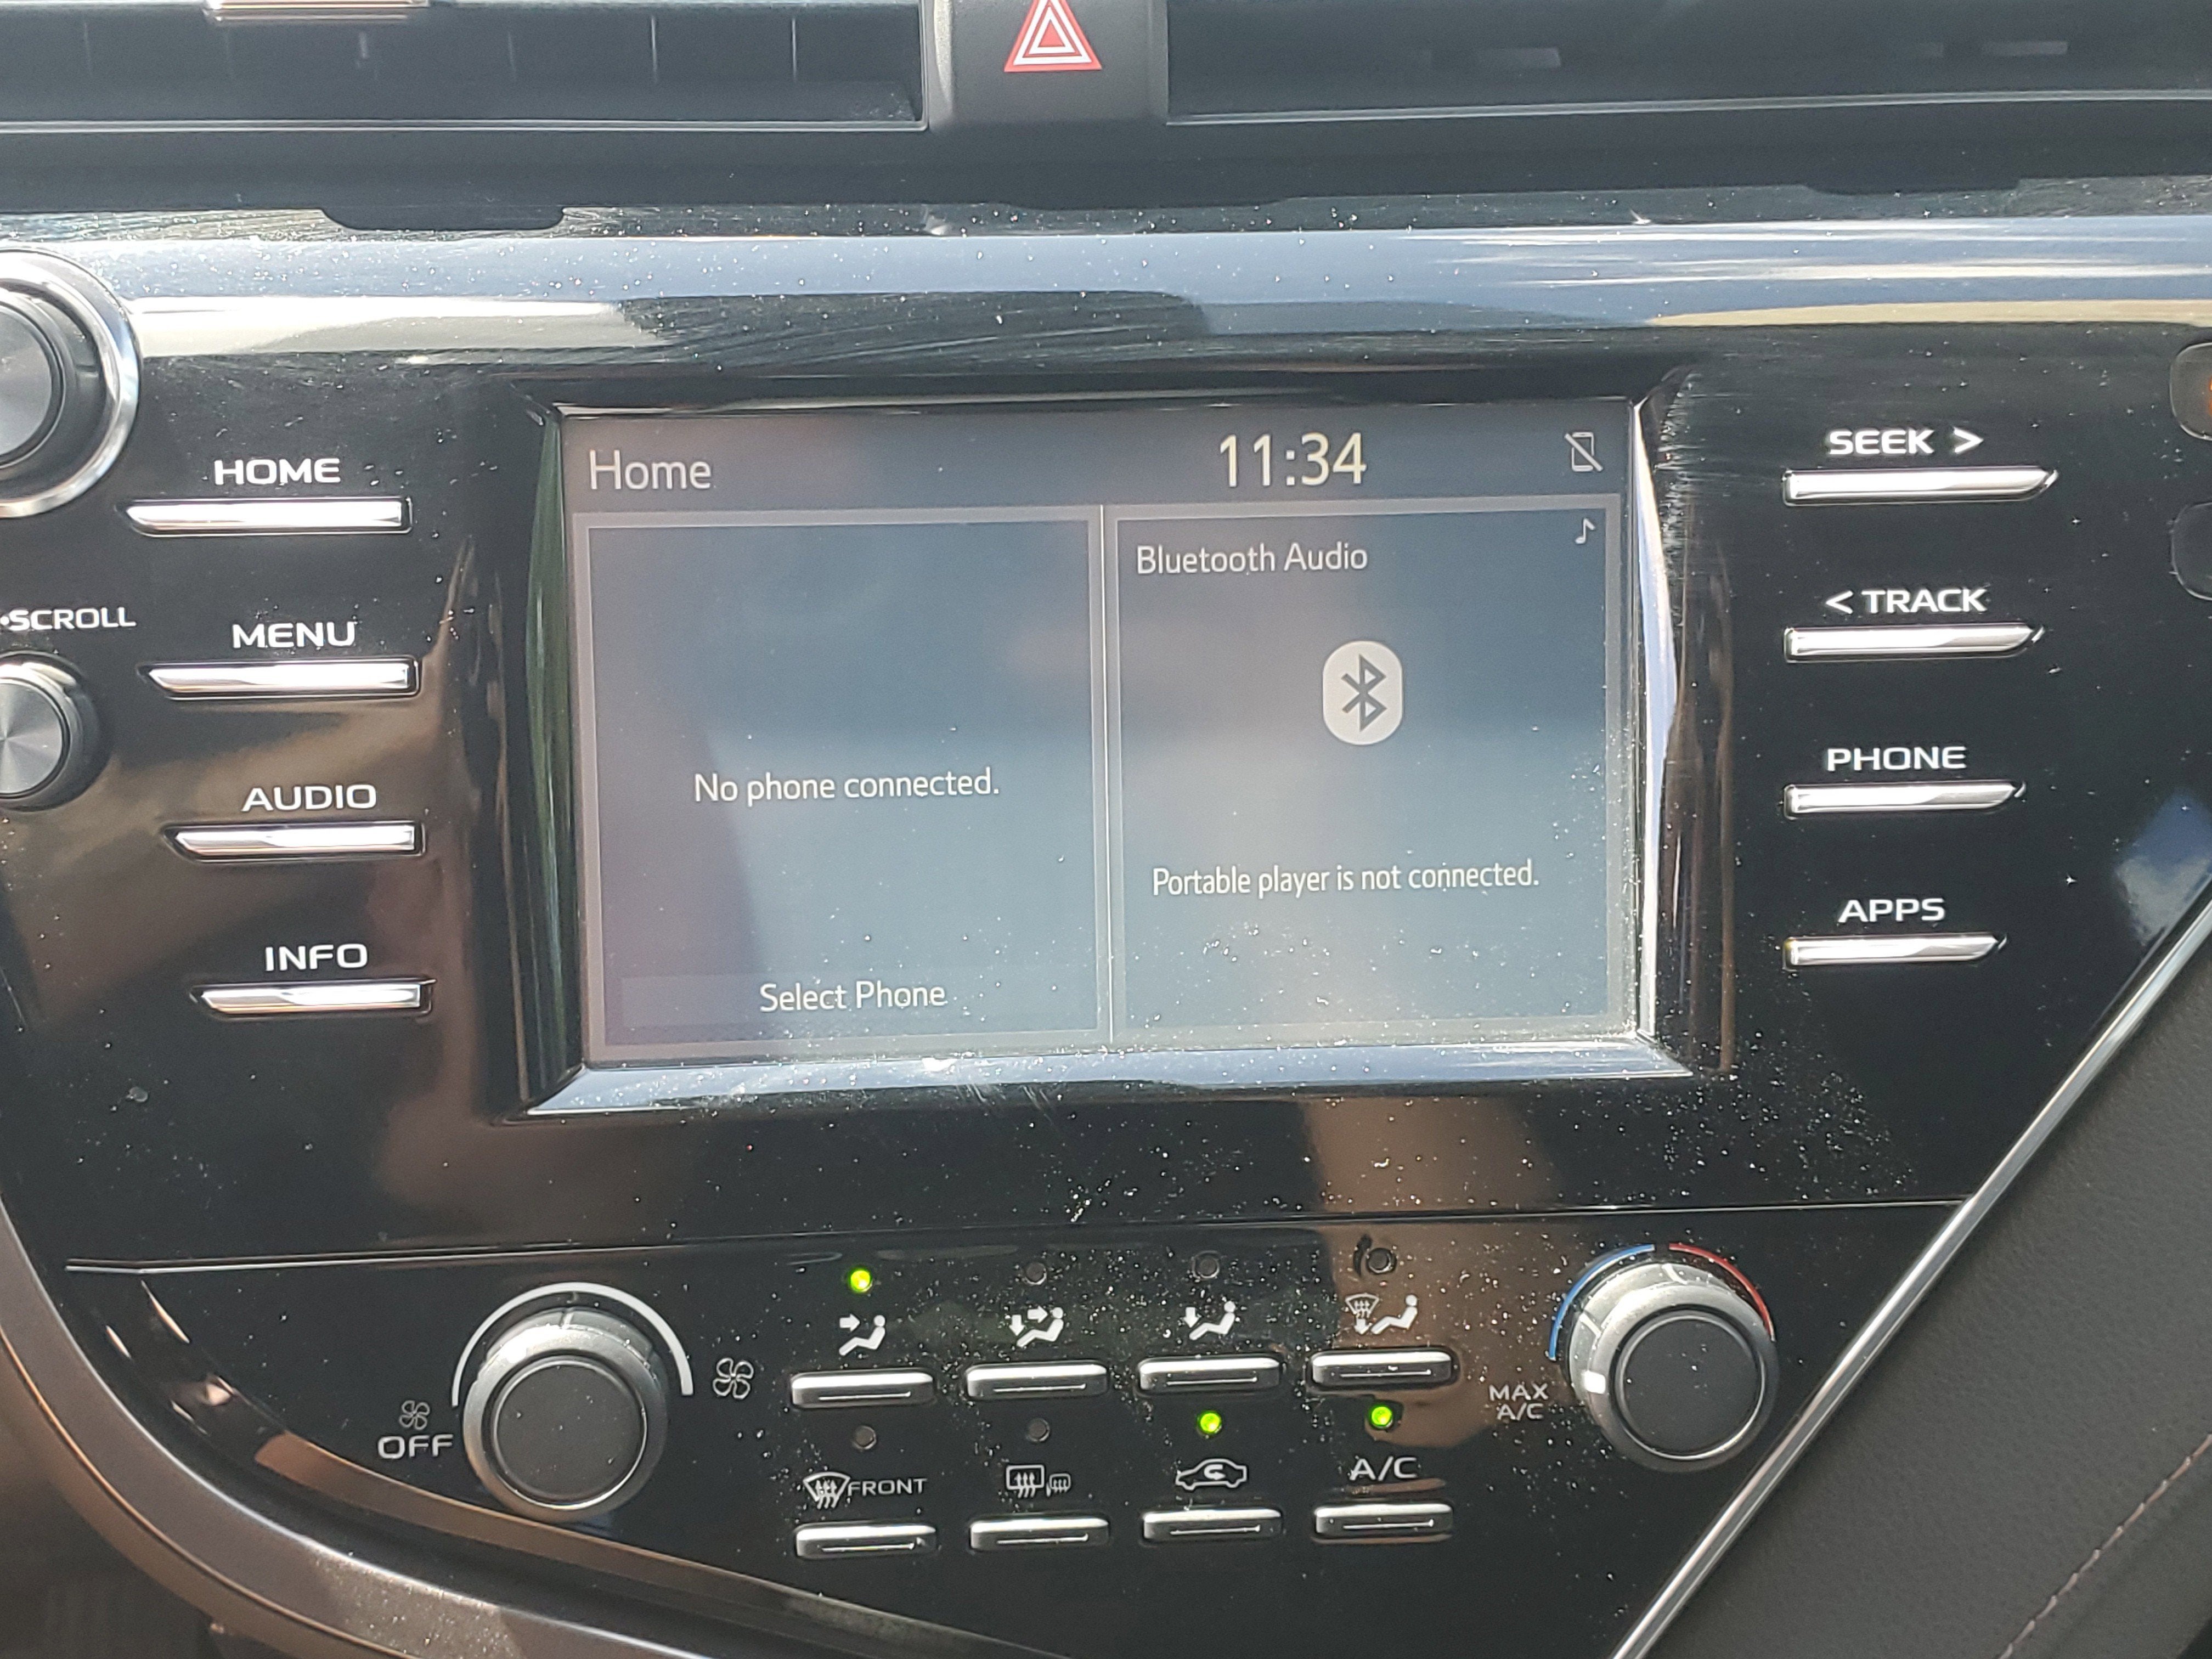 HOME
•SCROLL
MENU
AUDIO
INFO
Home
11:34
No phone connected.
Select Phone
Bluetooth Audio
Portable player is not connected.
SEEK >
< TRACK
PHONE
APPS
OFF
FRONT
A/C
MAX
A/C